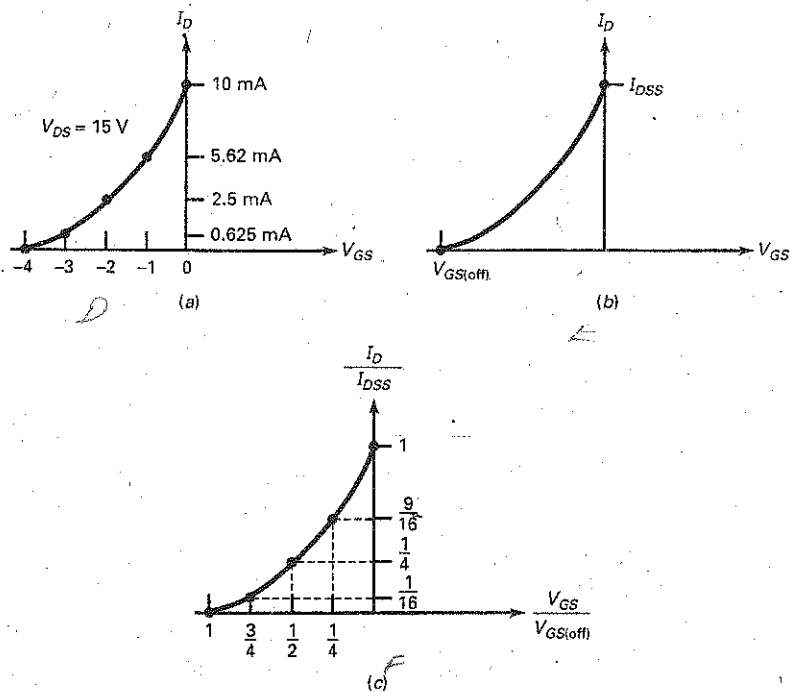 I_D
10 mA
V_DS = 15 V
5.62 mA
2.5 mA
0.625 mA
V_GS
-4 -3 -2 -1 0
(a)
D
I_D
I_DSS
V_GS
V_GS(off)
(b)
E
I_D
I_DSS
1
9/16
1/4
1/16
V_GS
V_GS(off)
1 3/4 1/2 1/4
(c)
F